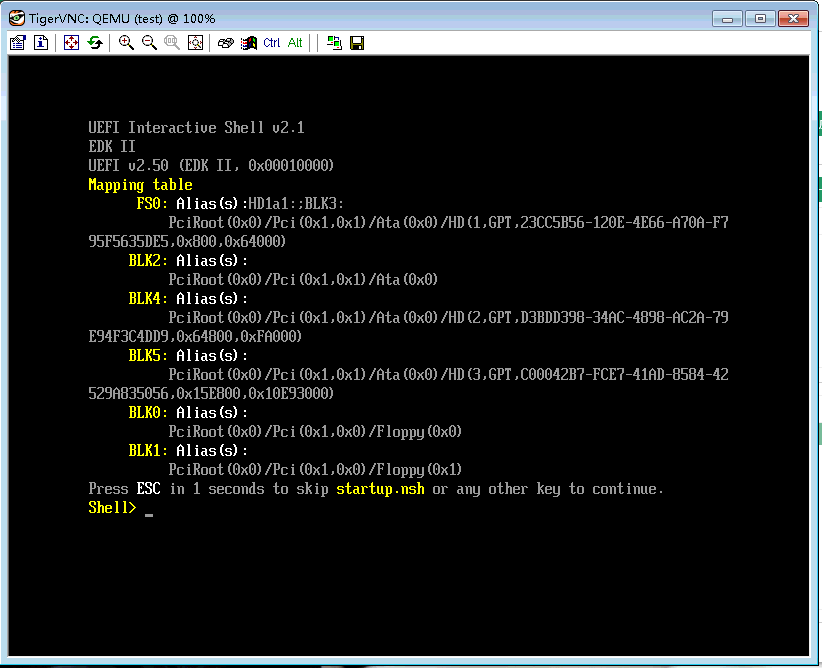 TigerVNC: QEMU (test) @ 100%
Ctrl Alt
UEFI Interactive Shell v2.1
EDK II
UEFI v2.50 (EDK II, 0x00010000)
Mapping table
FS0: Alias(s):HD1a1:;BLK3:
PciRoot(0x0)/Pci(0x1,0x1)/Ata(0x0)/HD(1,GPT,23CC5B56-120E-4E66-A70A-F7
95F5635DE5,0x800,0x64000)
BLK2: Alias(s):
PciRoot(0x0)/Pci(0x1,0x1)/Ata(0x0)
BLK4: Alias(s):
PciRoot(0x0)/Pci(0x1,0x1)/Ata(0x0)/HD(2,GPT,D3BDD398-34AC-4898-AC2A-79
E94F3C4DD9,0x64800,0xFA000)
BLK5: Alias(s):
PciRoot(0x0)/Pci(0x1,0x1)/Ata(0x0)/HD(3,GPT,C00042B7-FCE7-41AD-8584-42
529A835056,0x15E800,0x10E93000)
BLK0: Alias(s):
PciRoot(0x0)/Pci(0x1,0x0)/Floppy(0x0)
BLK1: Alias(s):
PciRoot(0x0)/Pci(0x1,0x0)/Floppy(0x1)
Press ESC in 1 seconds to skip startup.nsh or any other key to continue.
Shell> _